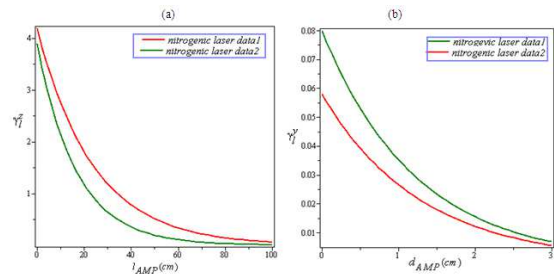 (a)
4
3
2
1
γ_l^z
0 20 40 60 80 100
l_AMP(cm)
nitrogenic laser data1
nitrogenic laser data2
(b)
0.08
0.07
0.06
0.05
0.04
0.03
0.02
0.01
γ_l^y
0 1 2 3
d_AMP(cm)
nitrogevic laser data1
nitrogenic laser data2